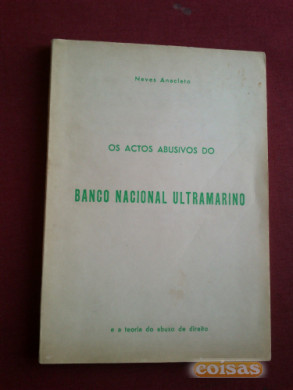 Neves Anacleto
OS ACTOS ABUSIVOS DO
BANCO NACIONAL ULTRAMARINO
e a teoria do abuso de direito
coisas